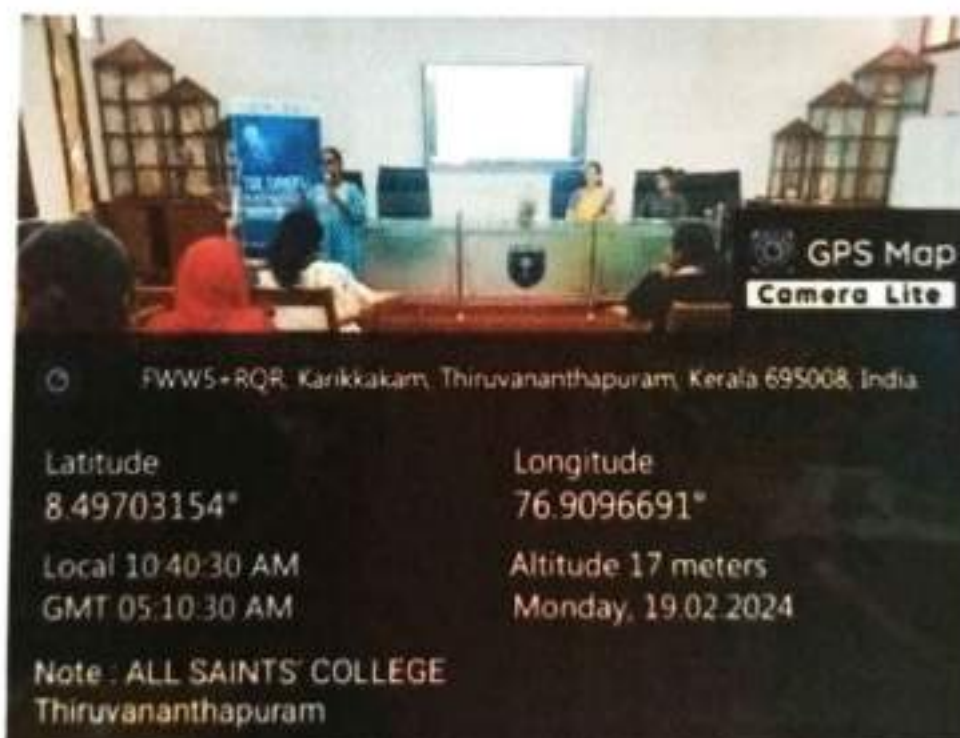 GPS Map
Camera Lite
FWW5+RQR, Karikkakam, Thiruvananthapuram, Kerala 695008, India
Latitude
8.49703154°
Longitude
76.9096691°
Local 10:40:30 AM
GMT 05:10:30 AM
Altitude 17 meters
Monday, 19.02.2024
Note : ALL SAINTS' COLLEGE
Thiruvananthapuram